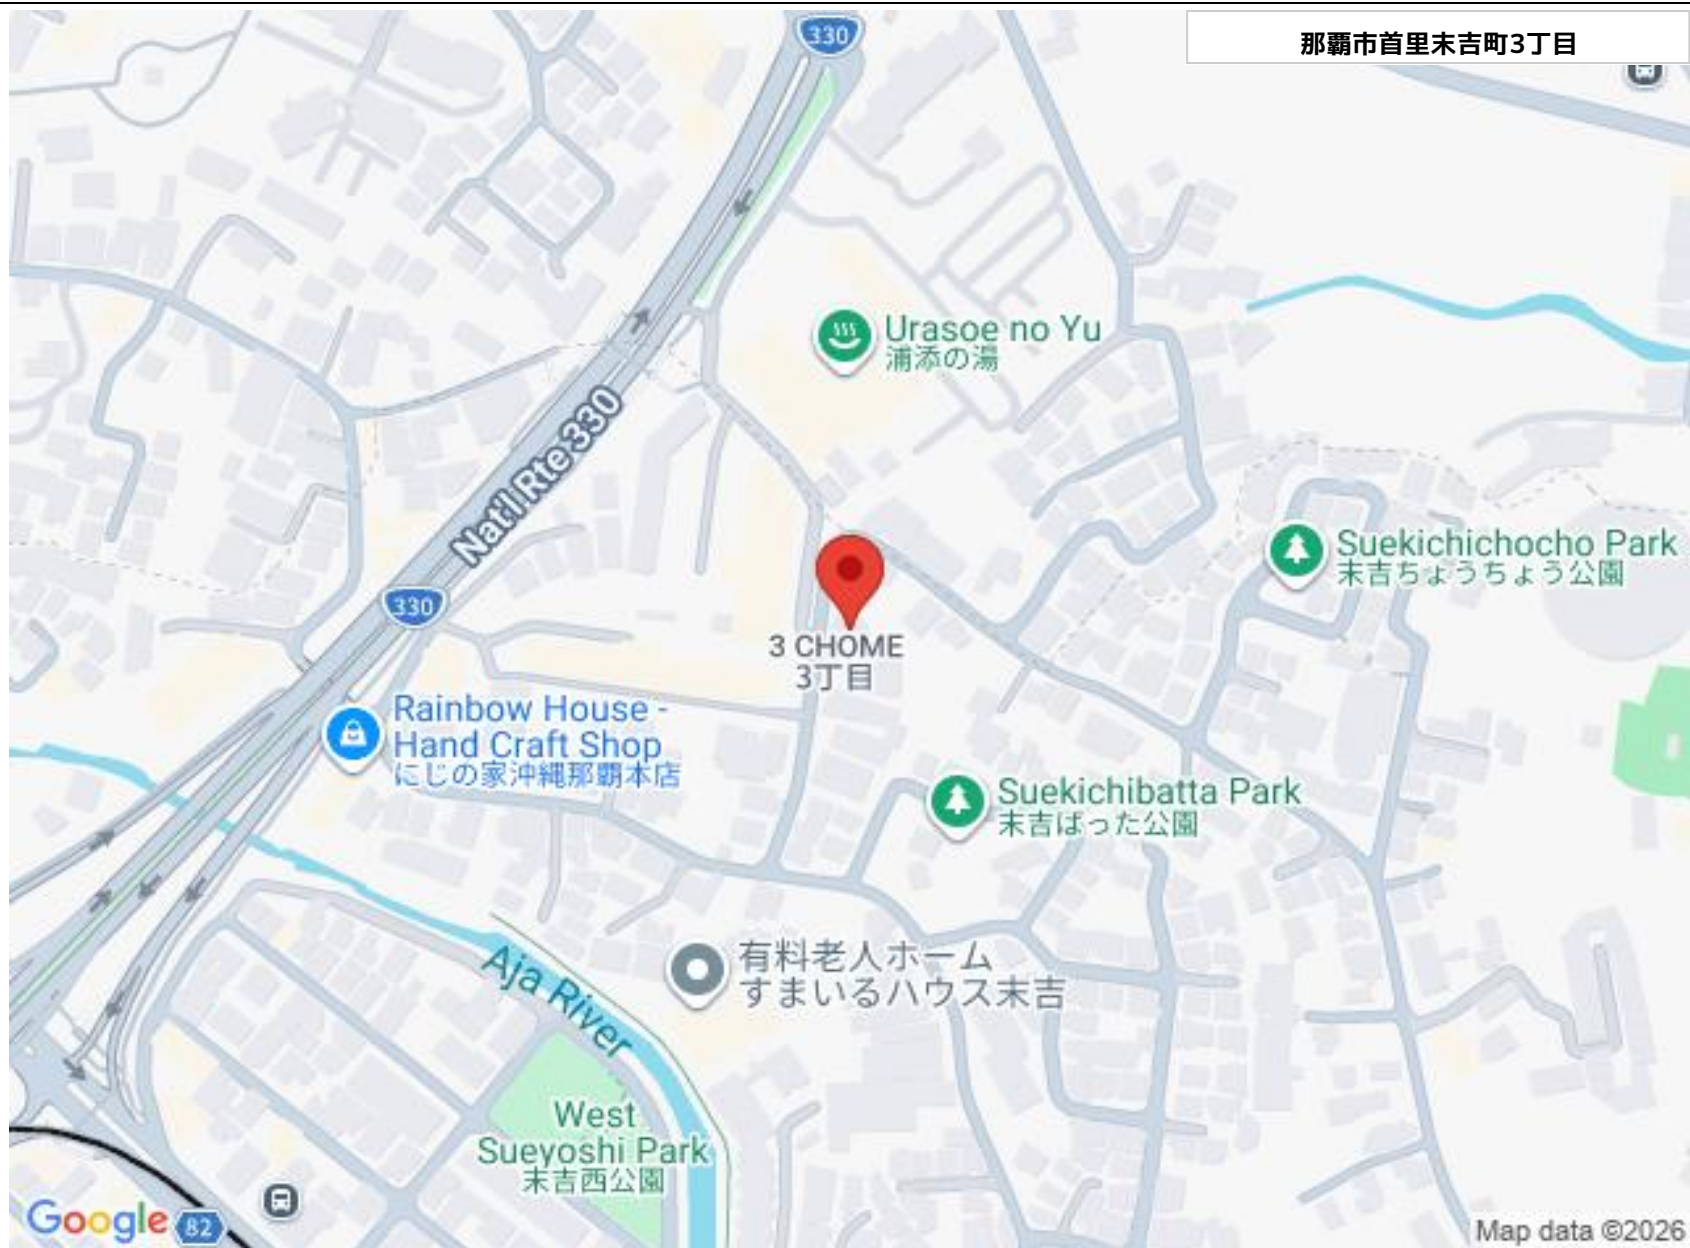 那覇市首里末吉町3丁目
330
Urasoe no Yu
浦添の湯
Nat'l Rte 330
Suekichichocho Park
末吉ちょうちょう公園
330
3 CHOME
3丁目
Rainbow House -
Hand Craft Shop
にじの家沖縄那覇本店
Suekichibatta Park
末吉ばった公園
有料老人ホーム
すまいるハウス末吉
Aja River
West
Sueyoshi Park
末吉西公園
Google
82
Map data ©2026